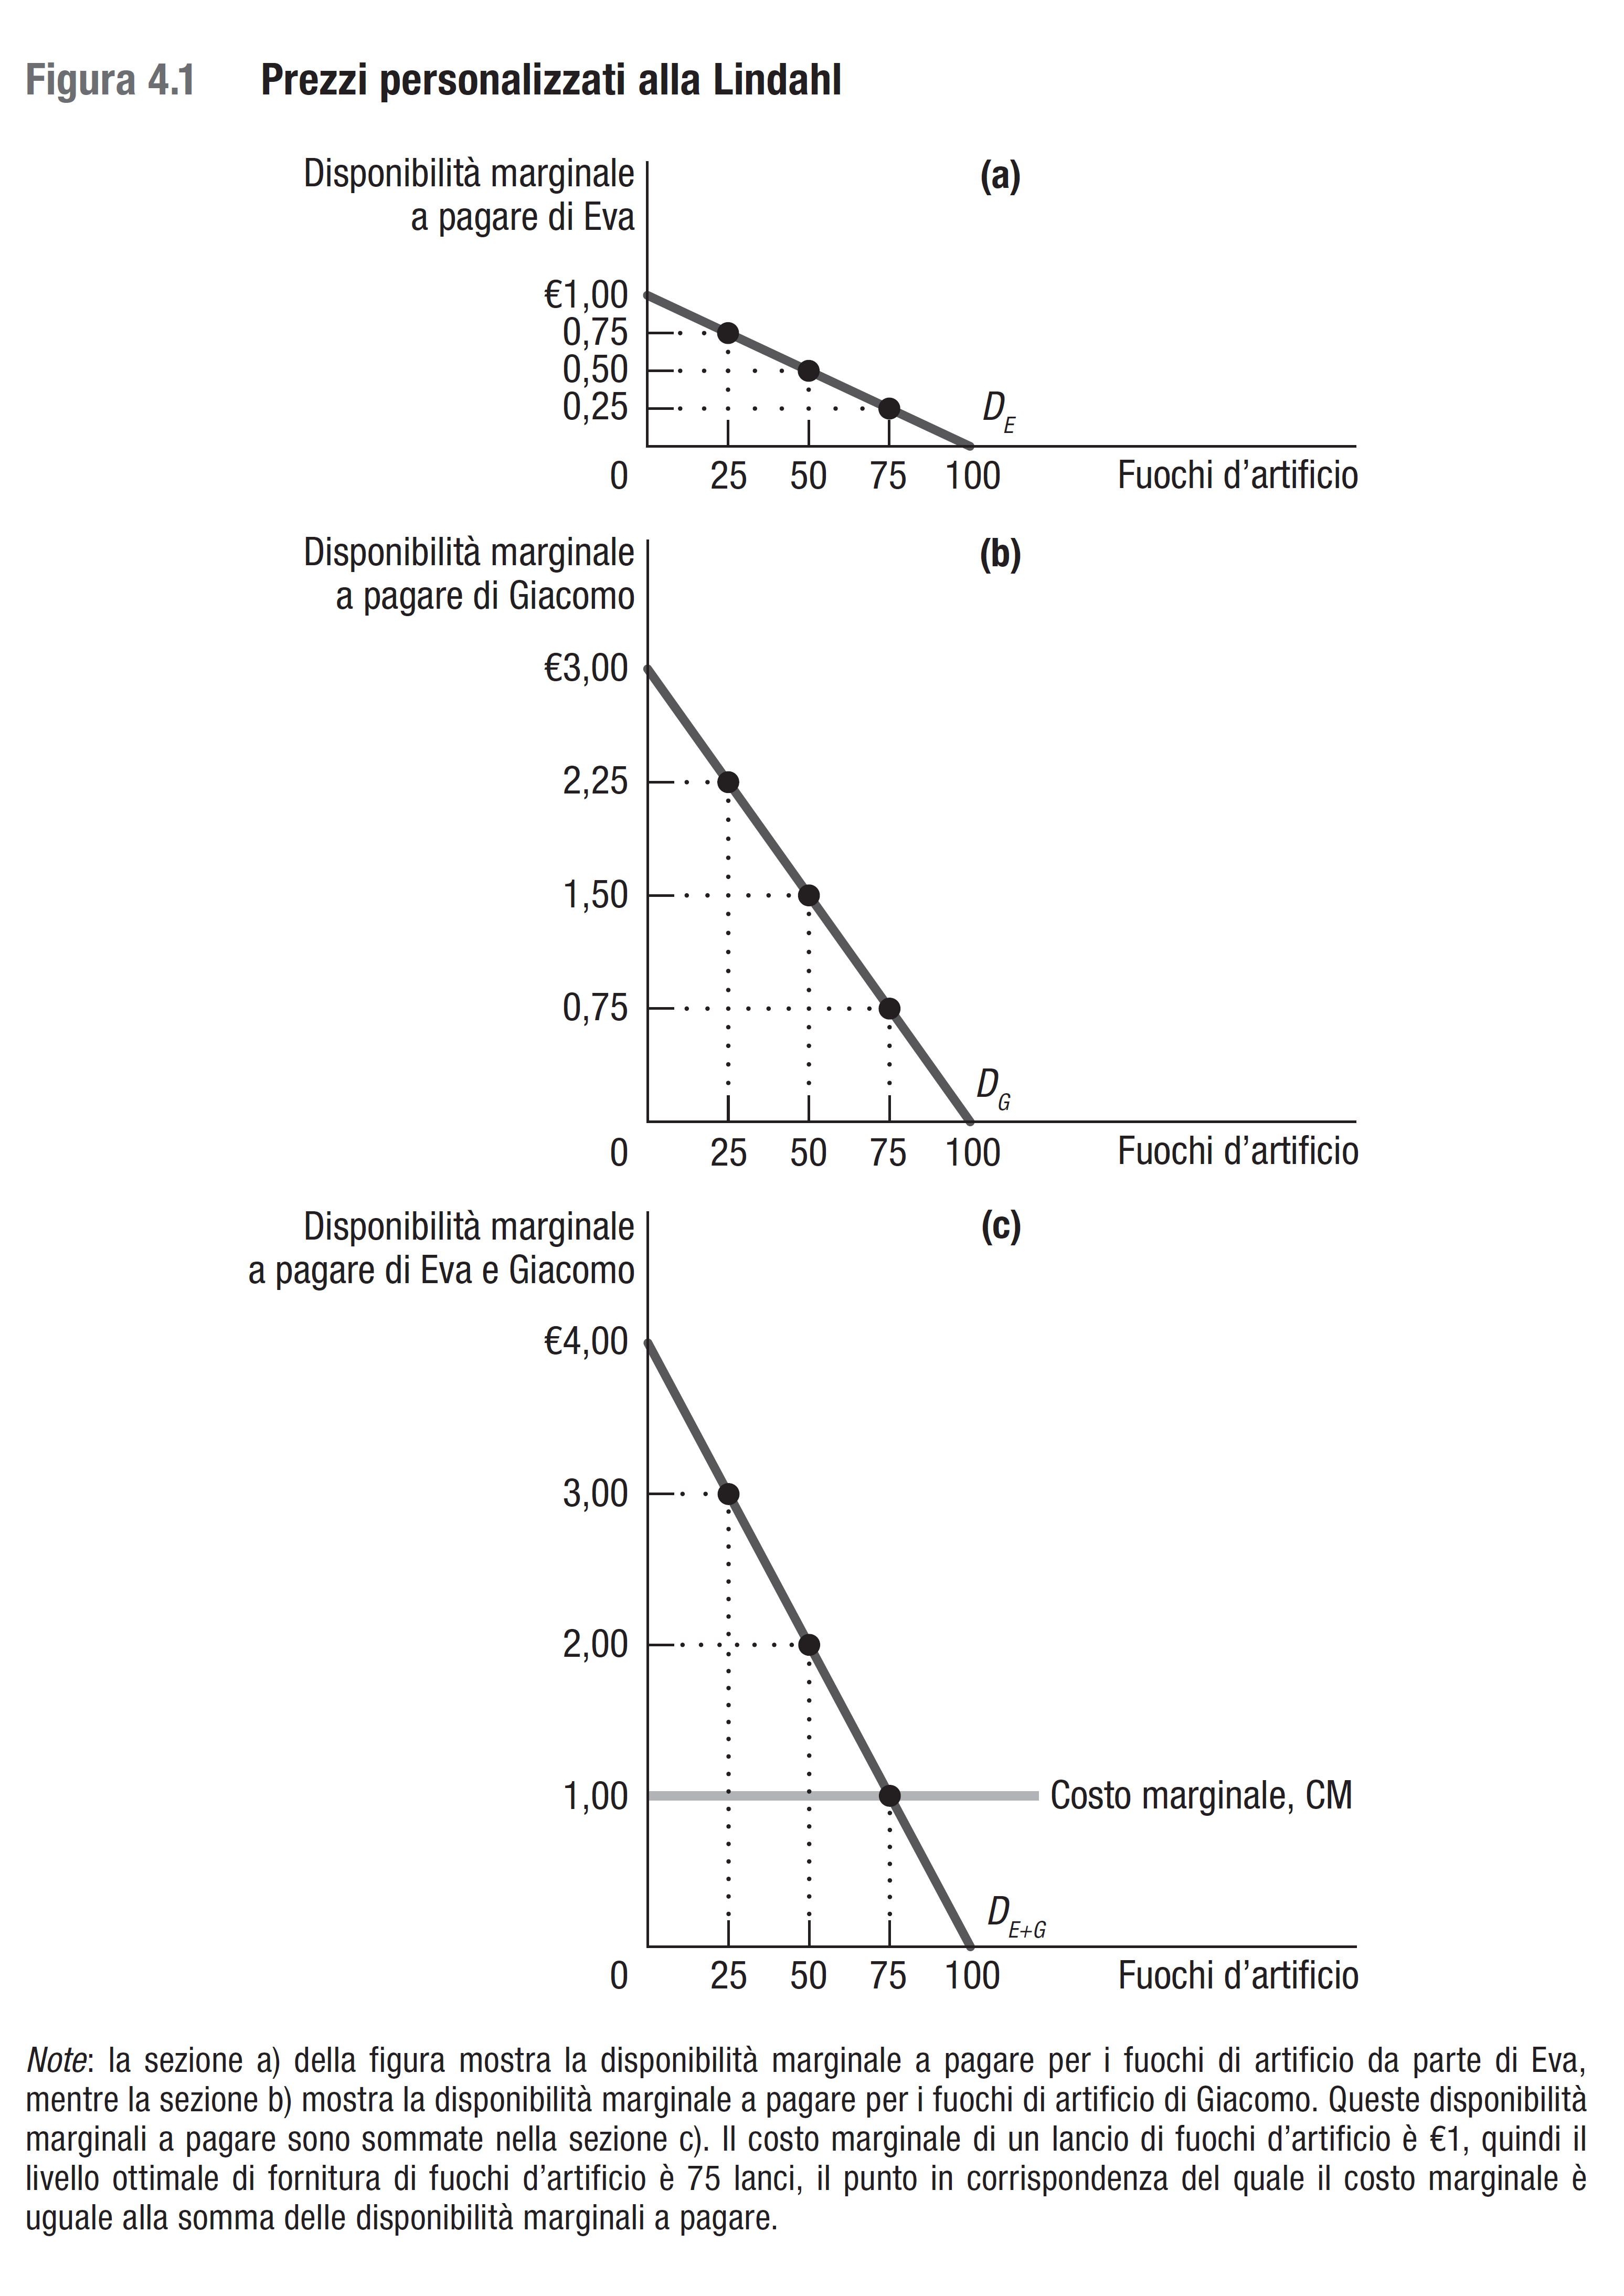 Figura 4.1 Prezzi personalizzati alla Lindahl
Disponibilità marginale
a pagare di Eva
(a)
€1,00
0,75
0,50
0,25
D_E
0 25 50 75 100 Fuochi d’artificio
Disponibilità marginale
a pagare di Giacomo
(b)
€3,00
2,25
1,50
0,75
D_G
0 25 50 75 100 Fuochi d’artificio
Disponibilità marginale
a pagare di Eva e Giacomo
(c)
€4,00
3,00
2,00
1,00
Costo marginale, CM
D_E+G
0 25 50 75 100 Fuochi d’artificio
Note: la sezione a) della figura mostra la disponibilità marginale a pagare per i fuochi di artificio da parte di Eva,
mentre la sezione b) mostra la disponibilità marginale a pagare per i fuochi di artificio di Giacomo. Queste disponibilità
marginali a pagare sono sommate nella sezione c). Il costo marginale di un lancio di fuochi d’artificio è €1, quindi il
livello ottimale di fornitura di fuochi d’artificio è 75 lanci, il punto in corrispondenza del quale il costo marginale è
uguale alla somma delle disponibilità marginali a pagare.